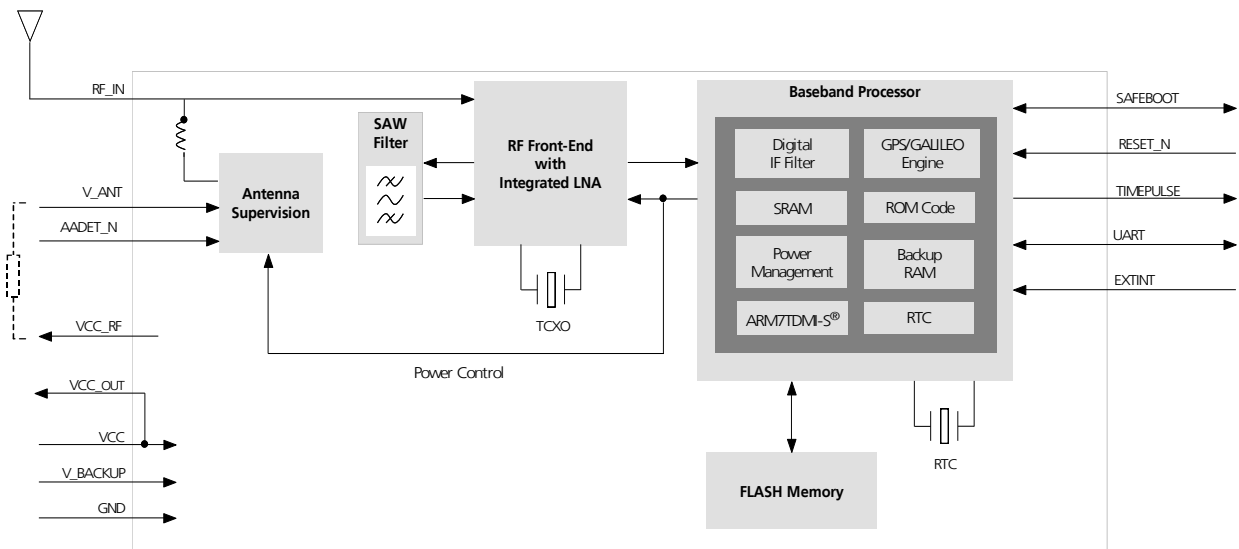 RF_IN
V_ANT
AADET_N
VCC_RF
VCC_OUT
VCC
V_BACKUP
GND
Antenna
Supervision
SAW
Filter
RF Front-End
with
Integrated LNA
TCXO
Power Control
Baseband Processor
Digital
IF Filter
GPS/GALILEO
Engine
SRAM
ROM Code
Power
Management
Backup
RAM
ARM7TDMI-S®
RTC
RTC
FLASH Memory
SAFEBOOT
RESET_N
TIMEPULSE
UART
EXTINT